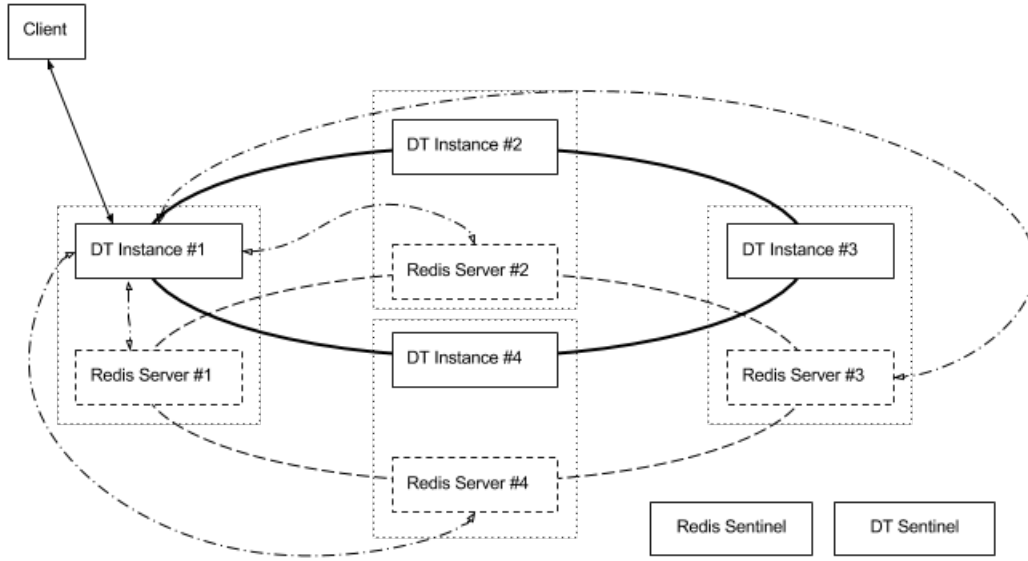 Client
DT Instance #2
DT Instance #1
DT Instance #3
Redis Server #2
DT Instance #4
Redis Server #1
Redis Server #3
Redis Server #4
Redis Sentinel
DT Sentinel